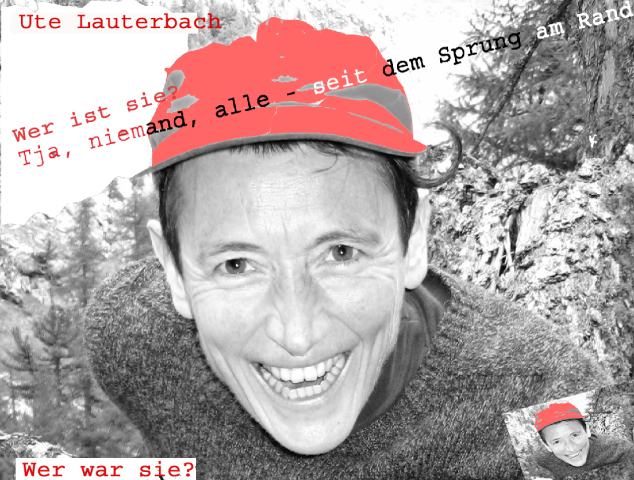 Ute Lauterbach
Wer ist sie?
Tja, niemand, alle - seit dem Sprung am Rand
Wer war sie?